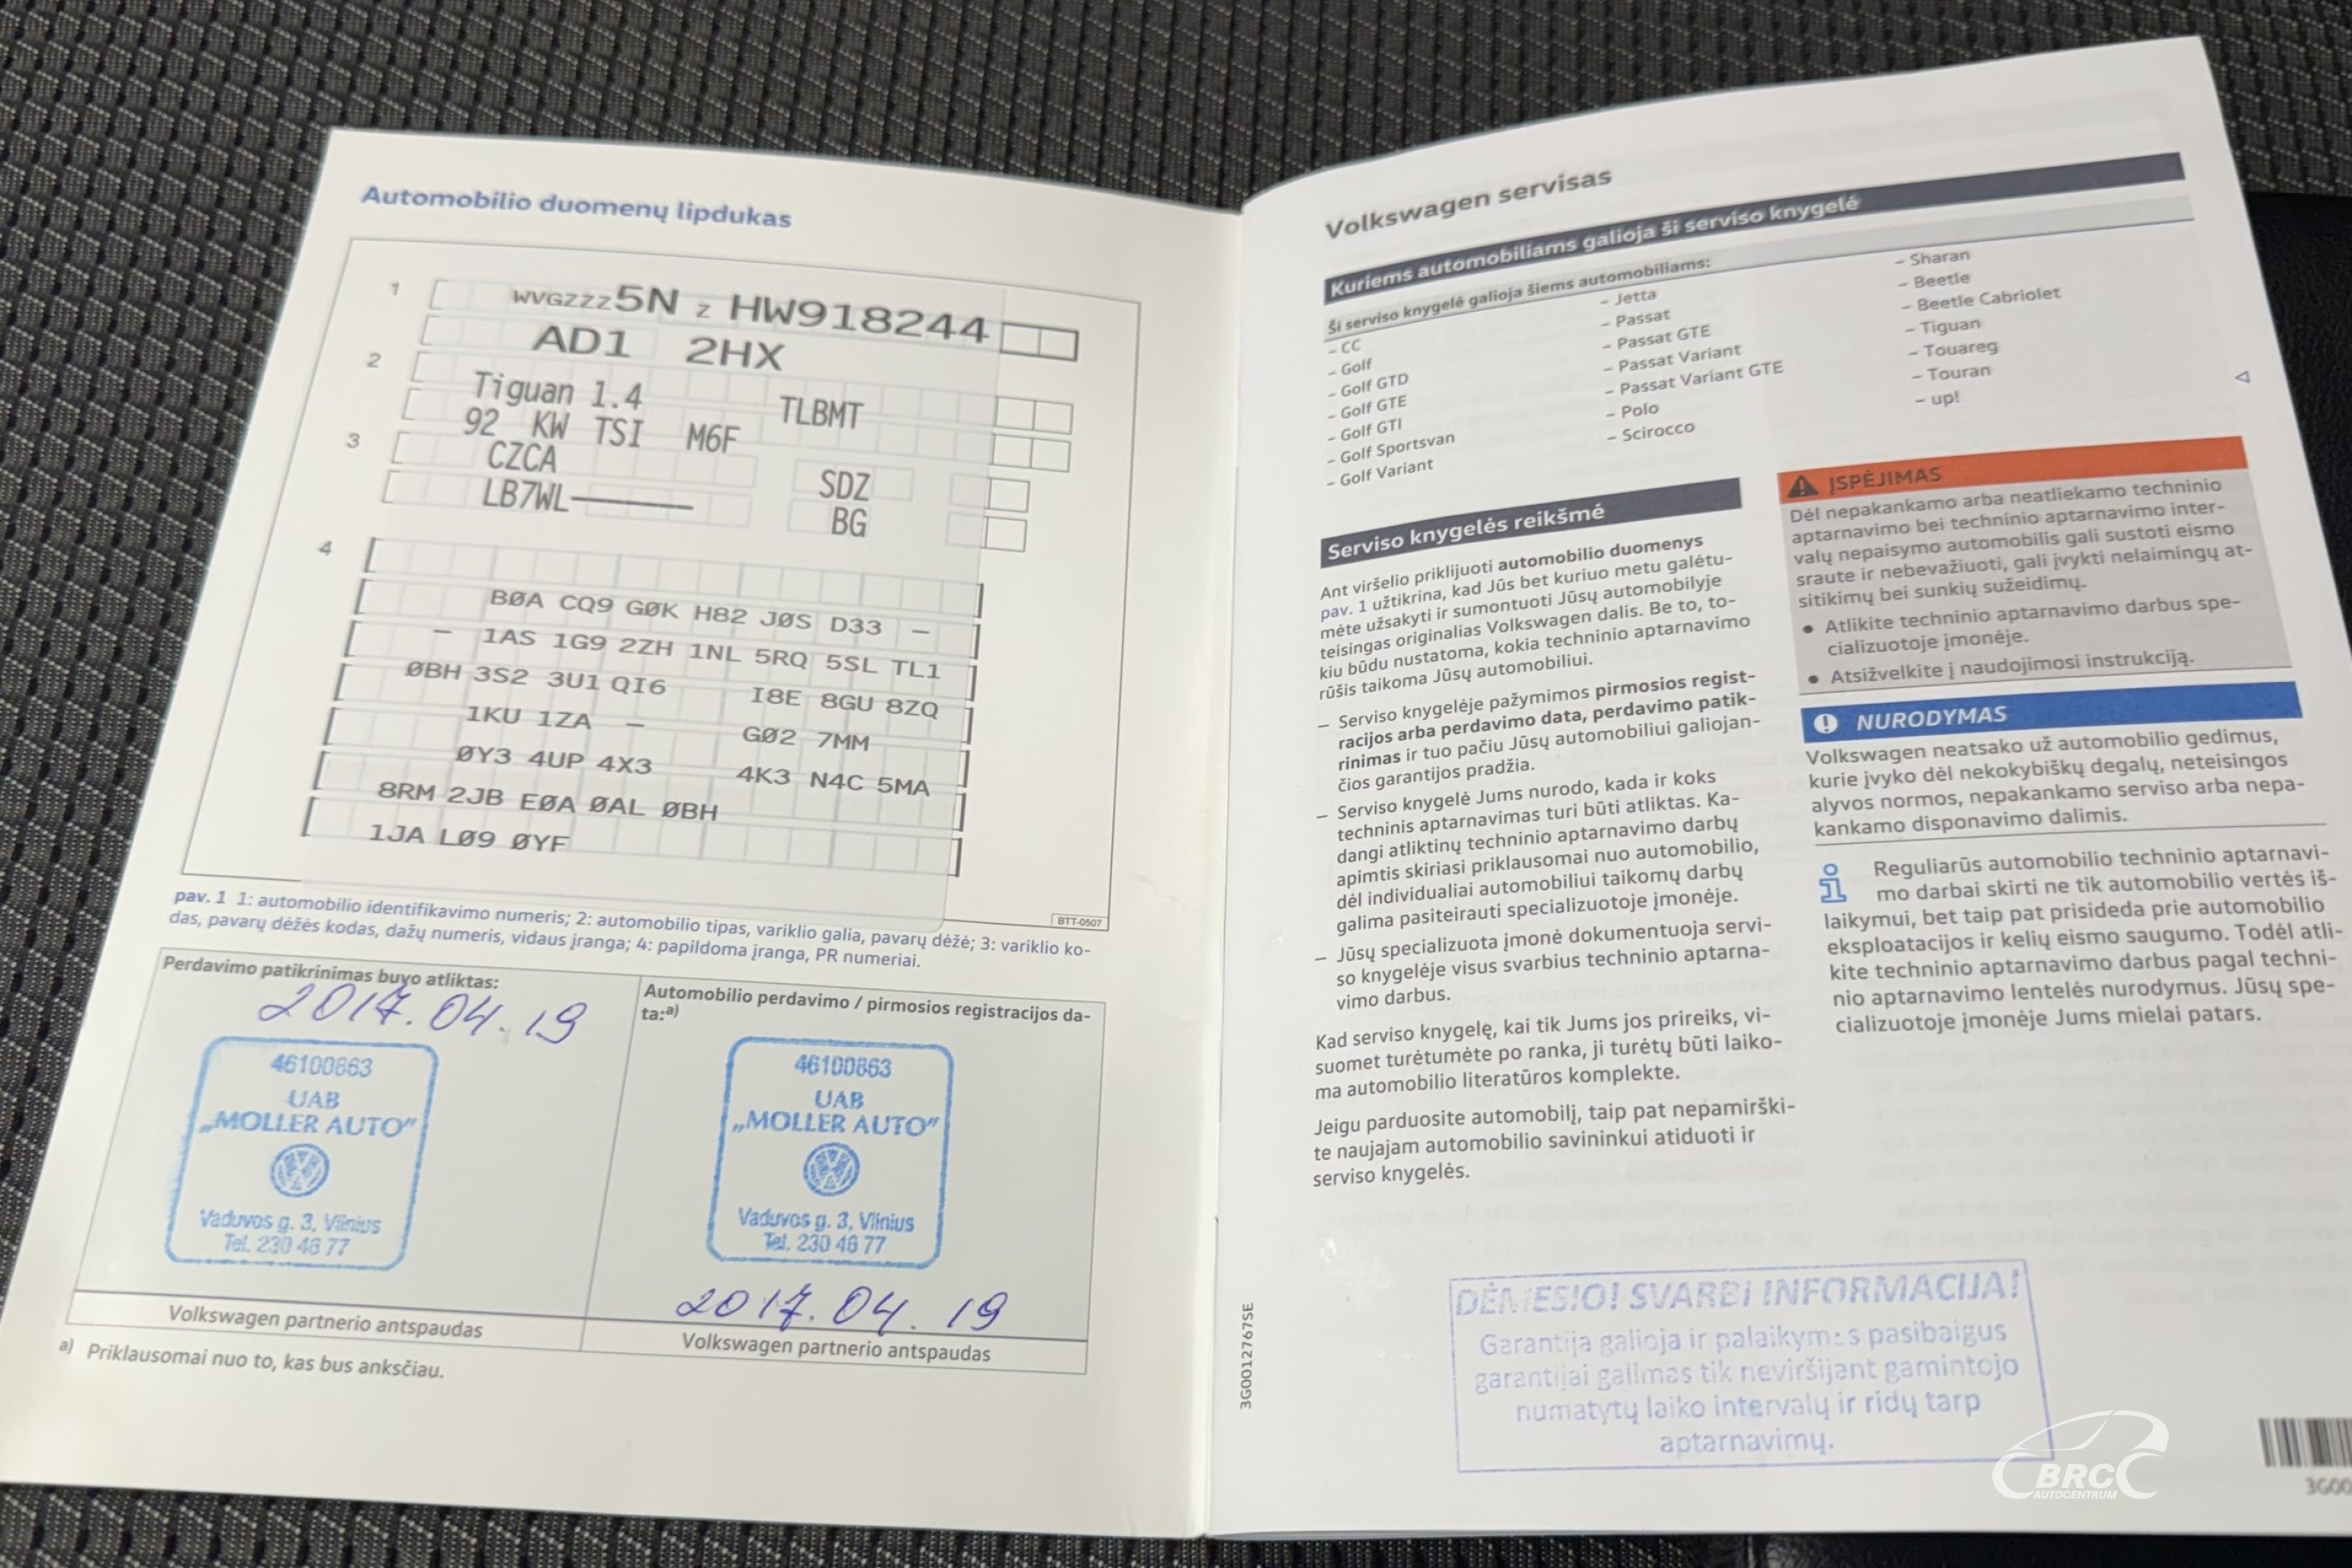 Automobilio duomenų lipdukas
1 WVGZZZ5N Z HW918244
AD1 2HX
2 Tiguan 1.4 TLBMT
92 KW TSI M6F
3 CZCA SDZ
LB7WL BG
4
BØA CQ9 GØK H82 JØS D33 –
– 1AS 1G9 2ZH 1NL 5RQ 5SL TL1
ØBH 3S2 3U1 QI6 I8E 8GU 8ZQ
1KU 1ZA – GØ2 7MM
ØY3 4UP 4X3 4K3 N4C 5MA
8RM 2JB EØA ØAL ØBH
1JA LØ9 ØYF
BTT-0507
pav. 1 1: automobilio identifikavimo numeris; 2: automobilio tipas, variklio galia, pavarų dėžė; 3: variklio ko-
das, pavarų dėžės kodas, dažų numeris, vidaus įranga; 4: papildoma įranga, PR numeriai.
Perdavimo patikrinimas buvo atliktas:
2017.04.19
46100863
UAB
„MOLLER AUTO”
Vaduvos g. 3, Vilnius
Tel. 230 46 77
Volkswagen partnerio antspaudas
Automobilio perdavimo / pirmosios registracijos da-
ta:a)
46100863
UAB
„MOLLER AUTO”
Vaduvos g. 3, Vilnius
Tel. 230 46 77
2017.04.19
Volkswagen partnerio antspaudas
a) Priklausomai nuo to, kas bus anksčiau.
Volkswagen servisas
Kuriems automobiliams galioja ši serviso knygelė
Ši serviso knygelė galioja šiems automobiliams:
– CC
– Golf
– Golf GTD
– Golf GTE
– Golf GTI
– Golf Sportsvan
– Golf Variant
– Jetta
– Passat
– Passat GTE
– Passat Variant
– Passat Variant GTE
– Polo
– Scirocco
– Sharan
– Beetle
– Beetle Cabriolet
– Tiguan
– Touareg
– Touran
– up!
Serviso knygelės reikšmė
Ant viršelio priklijuoti automobilio duomenys
pav. 1 užtikrina, kad Jūs bet kuriuo metu galėtu-
mėte užsakyti ir sumontuoti Jūsų automobilyje
teisingas originalias Volkswagen dalis. Be to, to-
kiu būdu nustatoma, kokia techninio aptarnavimo
rūšis taikoma Jūsų automobiliui.
– Serviso knygelėje pažymimos pirmosios regist-
racijos arba perdavimo data, perdavimo patik-
rinimas ir tuo pačiu Jūsų automobiliui galiojan-
čios garantijos pradžia.
– Serviso knygelė Jums nurodo, kada ir koks
techninis aptarnavimas turi būti atliktas. Ka-
dangi atliktinų techninio aptarnavimo darbų
apimtis skiriasi priklausomai nuo automobilio,
dėl individualiai automobiliui taikomų darbų
galima pasiteirauti specializuotoje įmonėje.
– Jūsų specializuota įmonė dokumentuoja servi-
so knygelėje visus svarbius techninio aptarna-
vimo darbus.
Kad serviso knygelę, kai tik Jums jos prireiks, vi-
suomet turėtumėte po ranka, ji turėtų būti laiko-
ma automobilio literatūros komplekte.
Jeigu parduosite automobilį, taip pat nepamirški-
te naujajam automobilio savininkui atiduoti ir
serviso knygelės.
ĮSPĖJIMAS
Dėl nepakankamo arba neatliekamo techninio
aptarnavimo bei techninio aptarnavimo inter-
valų nepaisymo automobilis gali sustoti eismo
sraute ir nebevažiuoti, gali įvykti nelaimingų at-
sitikimų bei sunkių sužeidimų.
● Atlikite techninio aptarnavimo darbus spe-
cializuotoje įmonėje.
● Atsižvelkite į naudojimosi instrukciją.
NURODYMAS
Volkswagen neatsako už automobilio gedimus,
kurie įvyko dėl nekokybiškų degalų, neteisingos
alyvos normos, nepakankamo serviso arba nepa-
kankamo disponavimo dalimis.
Reguliarūs automobilio techninio aptarnavi-
mo darbai skirti ne tik automobilio vertės iš-
laikymui, bet taip pat prisideda prie automobilio
eksploatacijos ir kelių eismo saugumo. Todėl atli-
kite techninio aptarnavimo darbus pagal techni-
nio aptarnavimo lentelės nurodymus. Jūsų spe-
cializuotoje įmonėje Jums mielai patars.
DĖMESIO! SVARBI INFORMACIJA!
Garantija galioja ir palaikymas pasibaigus
garantijai galimas tik neviršijant gamintojo
numatytų laiko intervalų ir ridų tarp
aptarnavimų.
3G0012767SE
3G00
BRC
AUTOCENTRUM